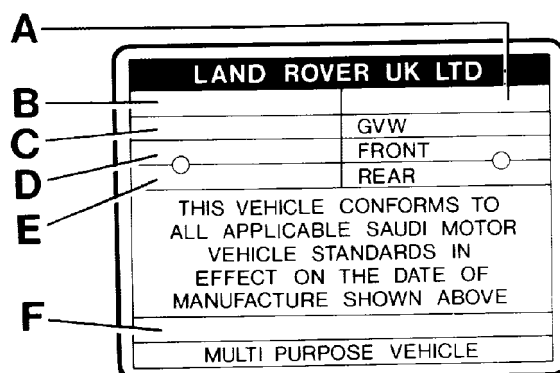 A
LAND ROVER UK LTD
B
C GVW
D FRONT
E REAR
THIS VEHICLE CONFORMS TO
ALL APPLICABLE SAUDI MOTOR
VEHICLE STANDARDS IN
EFFECT ON THE DATE OF
MANUFACTURE SHOWN ABOVE
F
MULTI PURPOSE VEHICLE